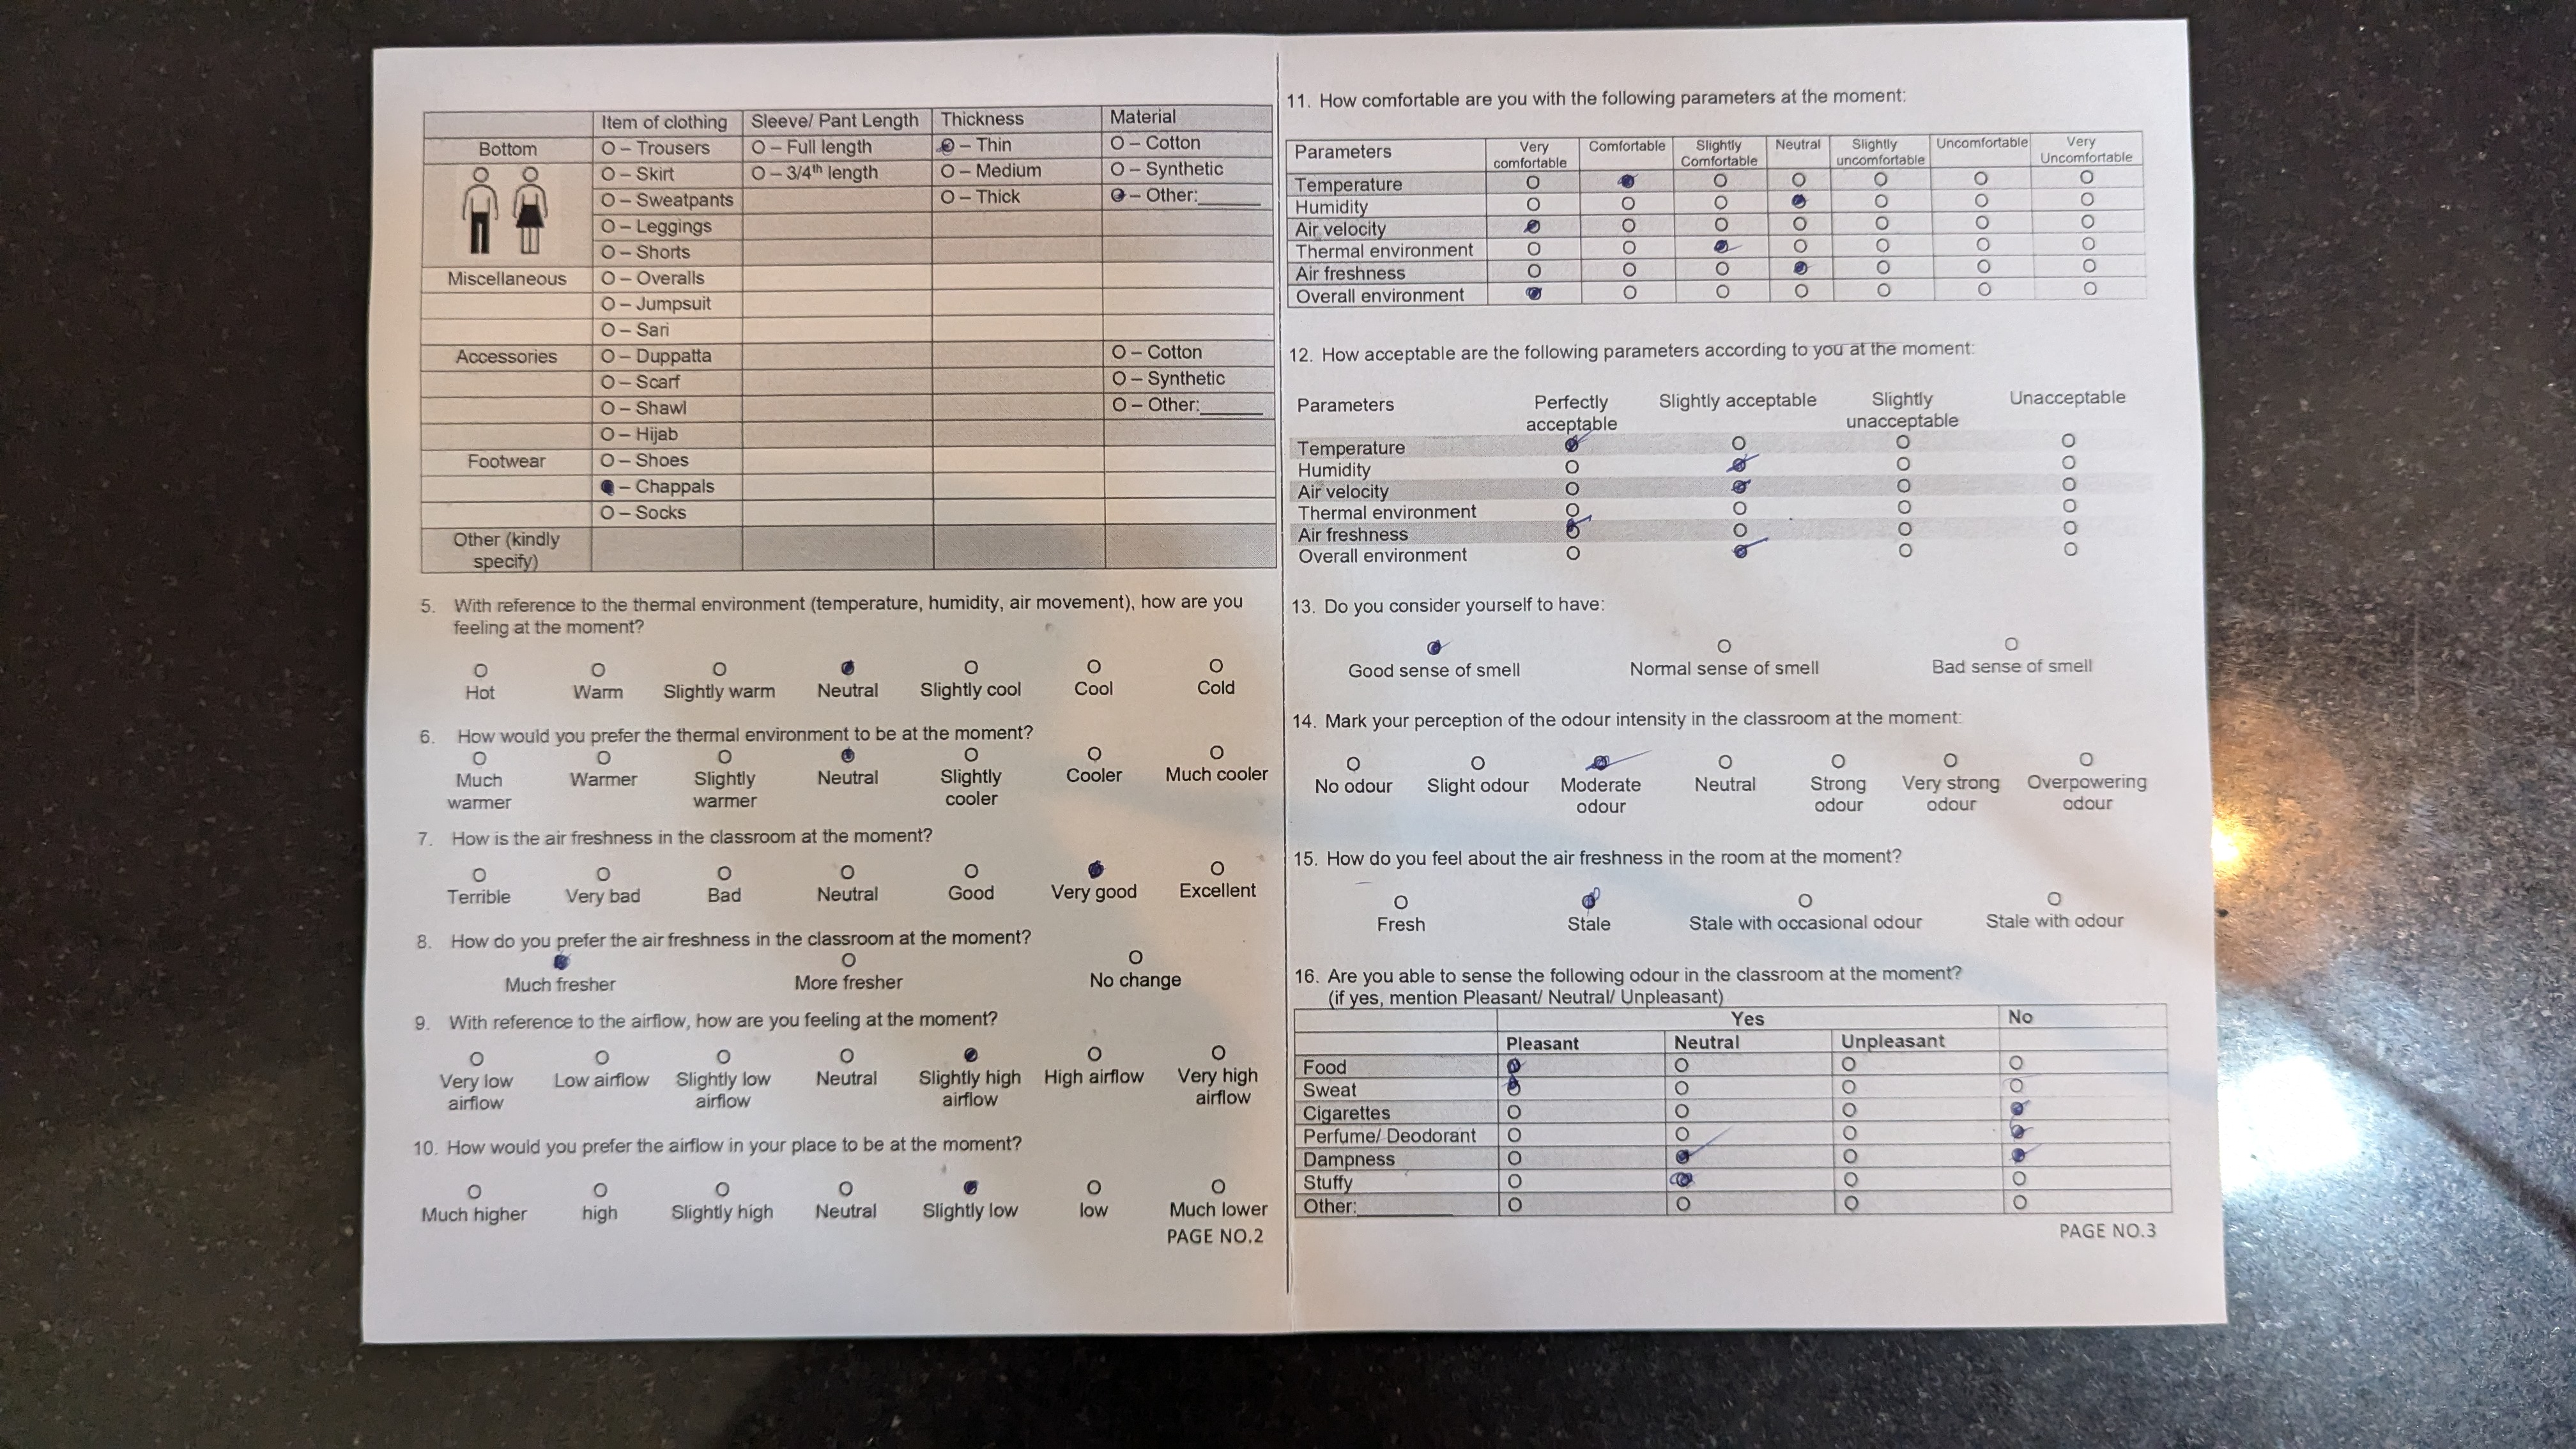 Item of clothing Sleeve/ Pant Length Thickness Material
Bottom O – Trousers O – Full length O – Thin O – Cotton
O – Skirt O – 3/4th length O – Medium O – Synthetic
O – Sweatpants O – Thick O – Other:_______
O – Leggings
O – Shorts
Miscellaneous O – Overalls
O – Jumpsuit
O – Sari
Accessories O – Duppatta O – Cotton
O – Scarf O – Synthetic
O – Shawl O – Other:_______
O – Hijab
Footwear O – Shoes
O – Chappals
O – Socks
Other (kindly
specify)
5. With reference to the thermal environment (temperature, humidity, air movement), how are you
feeling at the moment?
O O O O O O O
Hot Warm Slightly warm Neutral Slightly cool Cool Cold
6. How would you prefer the thermal environment to be at the moment?
O O O O O O O
Much Warmer Slightly Neutral Slightly Cooler Much cooler
warmer warmer cooler
7. How is the air freshness in the classroom at the moment?
O O O O O O O
Terrible Very bad Bad Neutral Good Very good Excellent
8. How do you prefer the air freshness in the classroom at the moment?
O O O
Much fresher More fresher No change
9. With reference to the airflow, how are you feeling at the moment?
O O O O O O O
Very low Low airflow Slightly low Neutral Slightly high High airflow Very high
airflow airflow airflow airflow
10. How would you prefer the airflow in your place to be at the moment?
O O O O O O O
Much higher high Slightly high Neutral Slightly low low Much lower
PAGE NO.2
11. How comfortable are you with the following parameters at the moment:
Parameters Very Comfortable Slightly Neutral Slightly Uncomfortable Very
comfortable Comfortable uncomfortable Uncomfortable
Temperature O O O O O O O
Humidity O O O O O O O
Air velocity O O O O O O O
Thermal environment O O O O O O O
Air freshness O O O O O O O
Overall environment O O O O O O O
12. How acceptable are the following parameters according to you at the moment:
Parameters Perfectly Slightly acceptable Slightly Unacceptable
acceptable unacceptable
Temperature O O O O
Humidity O O O O
Air velocity O O O O
Thermal environment O O O O
Air freshness O O O O
Overall environment O O O O
13. Do you consider yourself to have:
O O O
Good sense of smell Normal sense of smell Bad sense of smell
14. Mark your perception of the odour intensity in the classroom at the moment:
O O O O O O O
No odour Slight odour Moderate Neutral Strong Very strong Overpowering
odour odour odour odour
15. How do you feel about the air freshness in the room at the moment?
O O O O
Fresh Stale Stale with occasional odour Stale with odour
16. Are you able to sense the following odour in the classroom at the moment?
(if yes, mention Pleasant/ Neutral/ Unpleasant)
Yes No
Pleasant Neutral Unpleasant
Food O O O O
Sweat O O O O
Cigarettes O O O O
Perfume/ Deodorant O O O O
Dampness O O O O
Stuffy O O O O
Other:_________ O O O O
PAGE NO.3